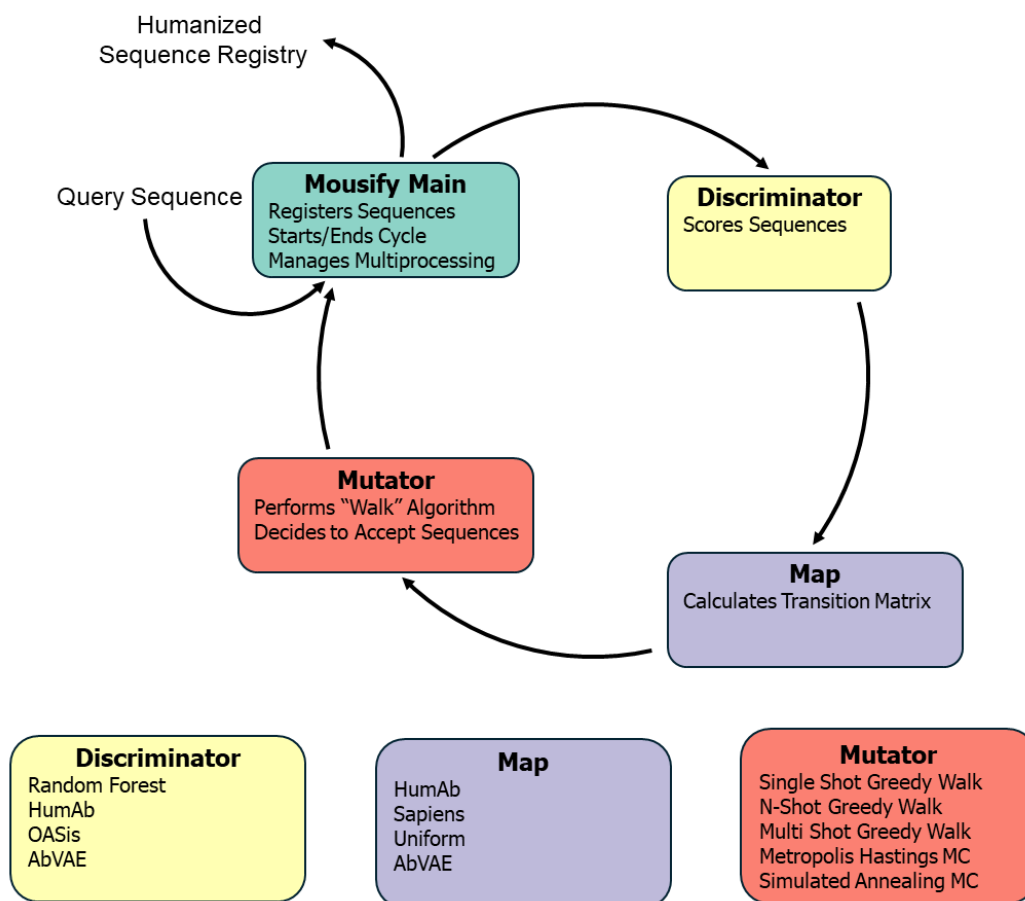 Humanized
Sequence Registry
Query Sequence
Mousify Main
Registers Sequences
Starts/Ends Cycle
Manages Multiprocessing
Discriminator
Scores Sequences
Mutator
Performs “Walk” Algorithm
Decides to Accept Sequences
Map
Calculates Transition Matrix
Discriminator
Random Forest
HumAb
OASis
AbVAE
Map
HumAb
Sapiens
Uniform
AbVAE
Mutator
Single Shot Greedy Walk
N-Shot Greedy Walk
Multi Shot Greedy Walk
Metropolis Hastings MC
Simulated Annealing MC